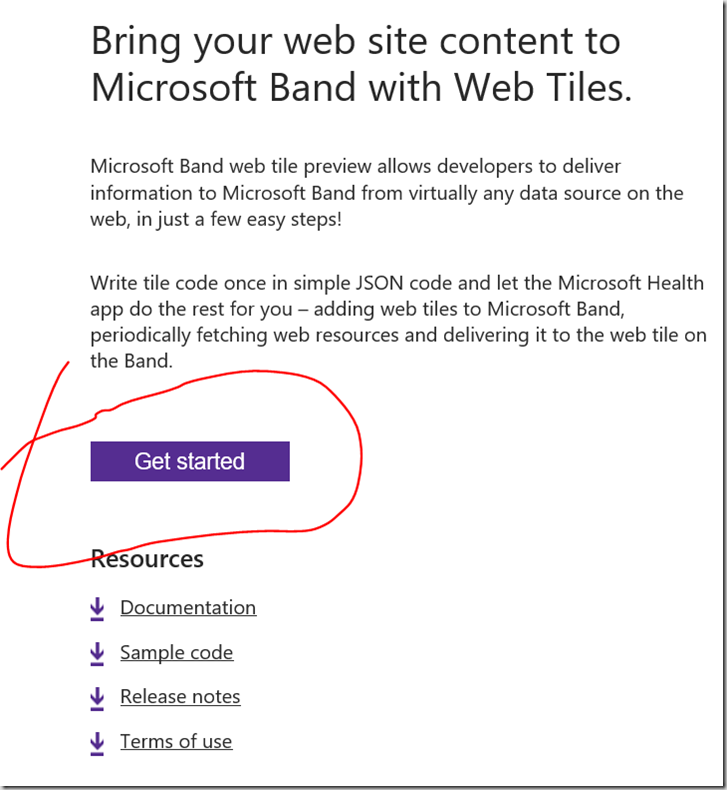 Bring your web site content to
Microsoft Band with Web Tiles.
Microsoft Band web tile preview allows developers to deliver
information to Microsoft Band from virtually any data source on the
web, in just a few easy steps!
Write tile code once in simple JSON code and let the Microsoft Health
app do the rest for you – adding web tiles to Microsoft Band,
periodically fetching web resources and delivering it to the web tile on
the Band.
Get started
Resources
Documentation
Sample code
Release notes
Terms of use